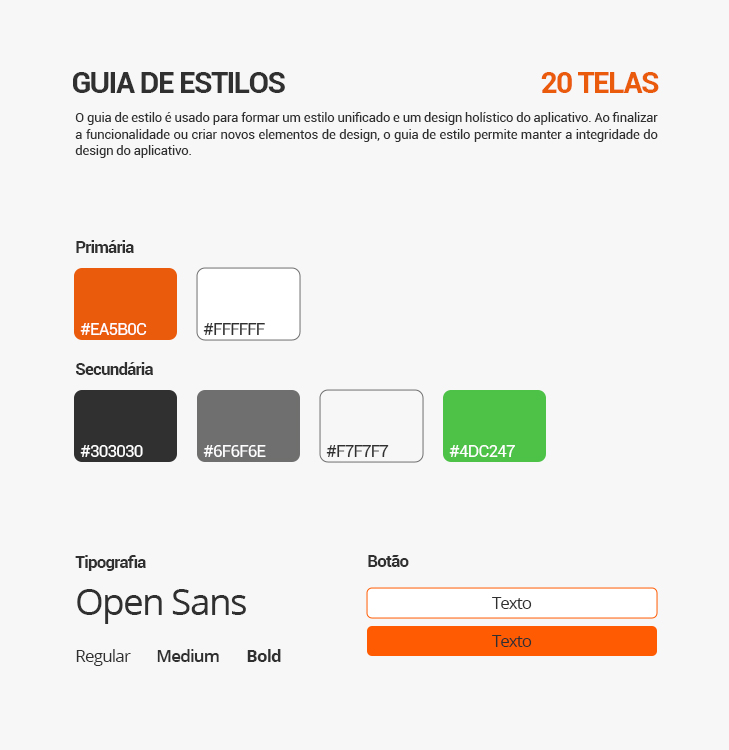 GUIA DE ESTILOS
20 TELAS
O guia de estilo é usado para formar um estilo unificado e um design holístico do aplicativo. Ao finalizar
a funcionalidade ou criar novos elementos de design, o guia de estilo permite manter a integridade do
design do aplicativo.
Primária
#EA5B0C
#FFFFFF
Secundária
#303030
#6F6F6E
#F7F7F7
#4DC247
Tipografia
Open Sans
Regular Medium Bold
Botão
Texto
Texto